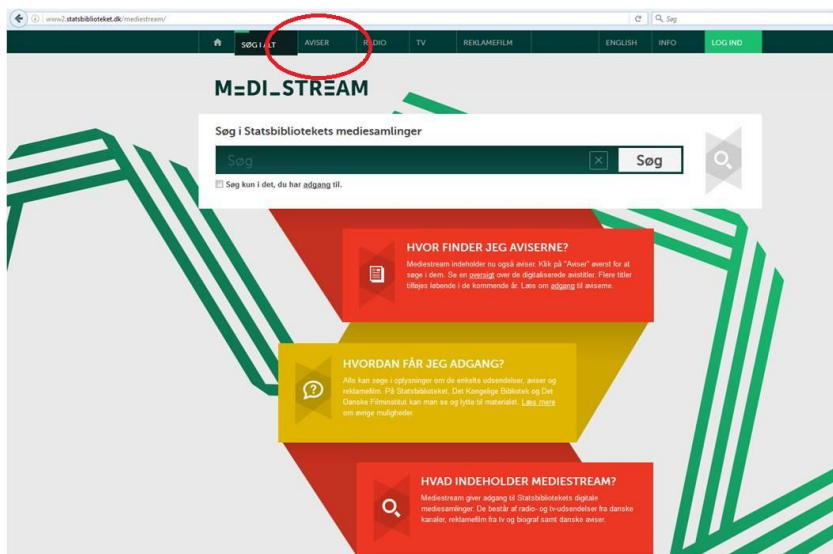 www2.statsbiblioteket.dk/mediestream/
Søg
SØG I ALT AVISER RADIO TV REKLAMEFILM ENGLISH INFO LOG IND
MEDI_STREAM
Søg i Statsbibliotekets mediesamlinger
Søg Søg
Søg kun i det, du har adgang til.
HVOR FINDER JEG AVISERNE?
Mediestream indeholder nu også aviser. Klik på "Aviser" øverst for at
søge i dem. Se en oversigt over de digitaliserede avistitler. Flere titler
tilføjes løbende i de kommende år. Læs om adgang til aviserne.
HVORDAN FÅR JEG ADGANG?
Alle kan søge i oplysninger om de enkelte udsendelser, aviser og
reklamefilm. På Statsbiblioteket, Det Kongelige Bibliotek og Det
Danske Filminstitut kan man se og lytte til materialet. Læs mere
om øvrige muligheder.
HVAD INDEHOLDER MEDIESTREAM?
Mediestream giver adgang til Statsbibliotekets digitale
mediesamlinger. De består af radio- og tv-udsendelser fra danske
kanaler, reklamefilm fra tv og biograf samt danske aviser.